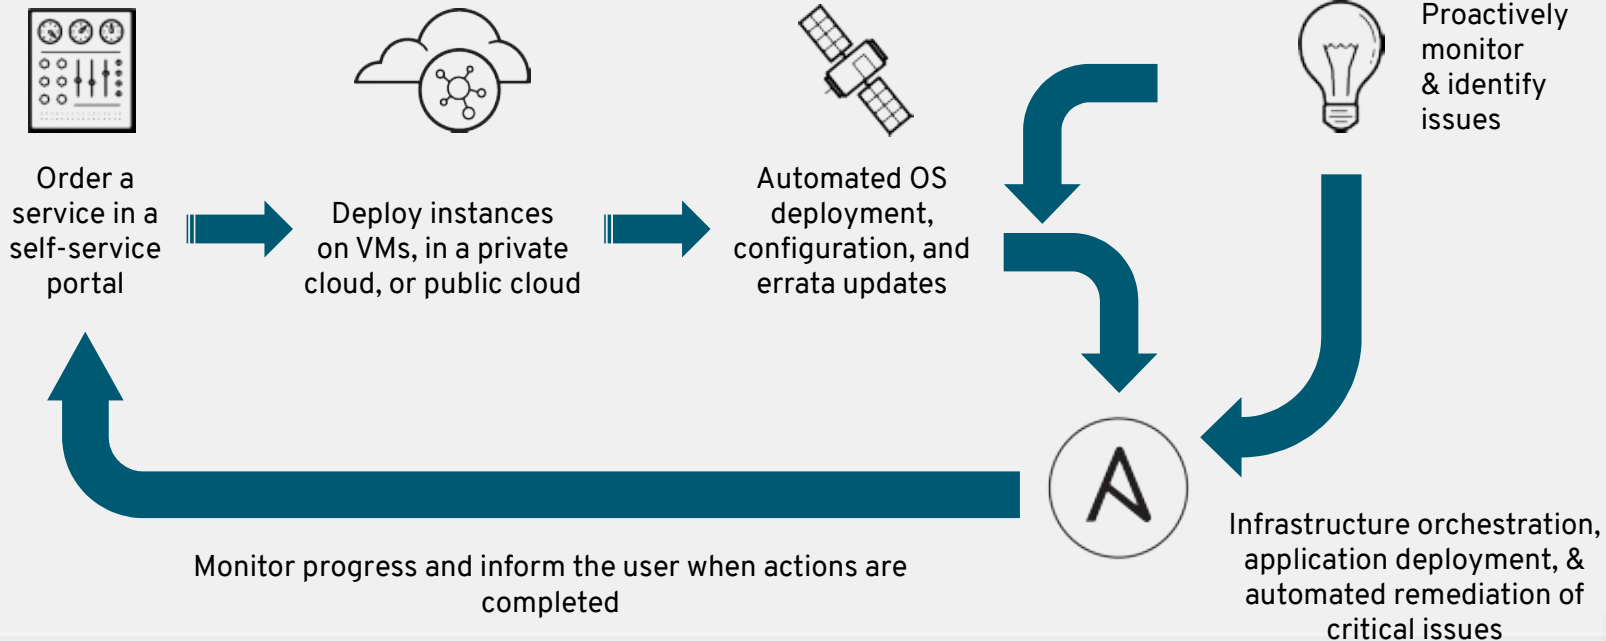 Order a
service in a
self-service
portal
Deploy instances
on VMs, in a private
cloud, or public cloud
Automated OS
deployment,
configuration, and
errata updates
Proactively
monitor
& identify
issues
Infrastructure orchestration,
application deployment, &
automated remediation of
critical issues
Monitor progress and inform the user when actions are
completed